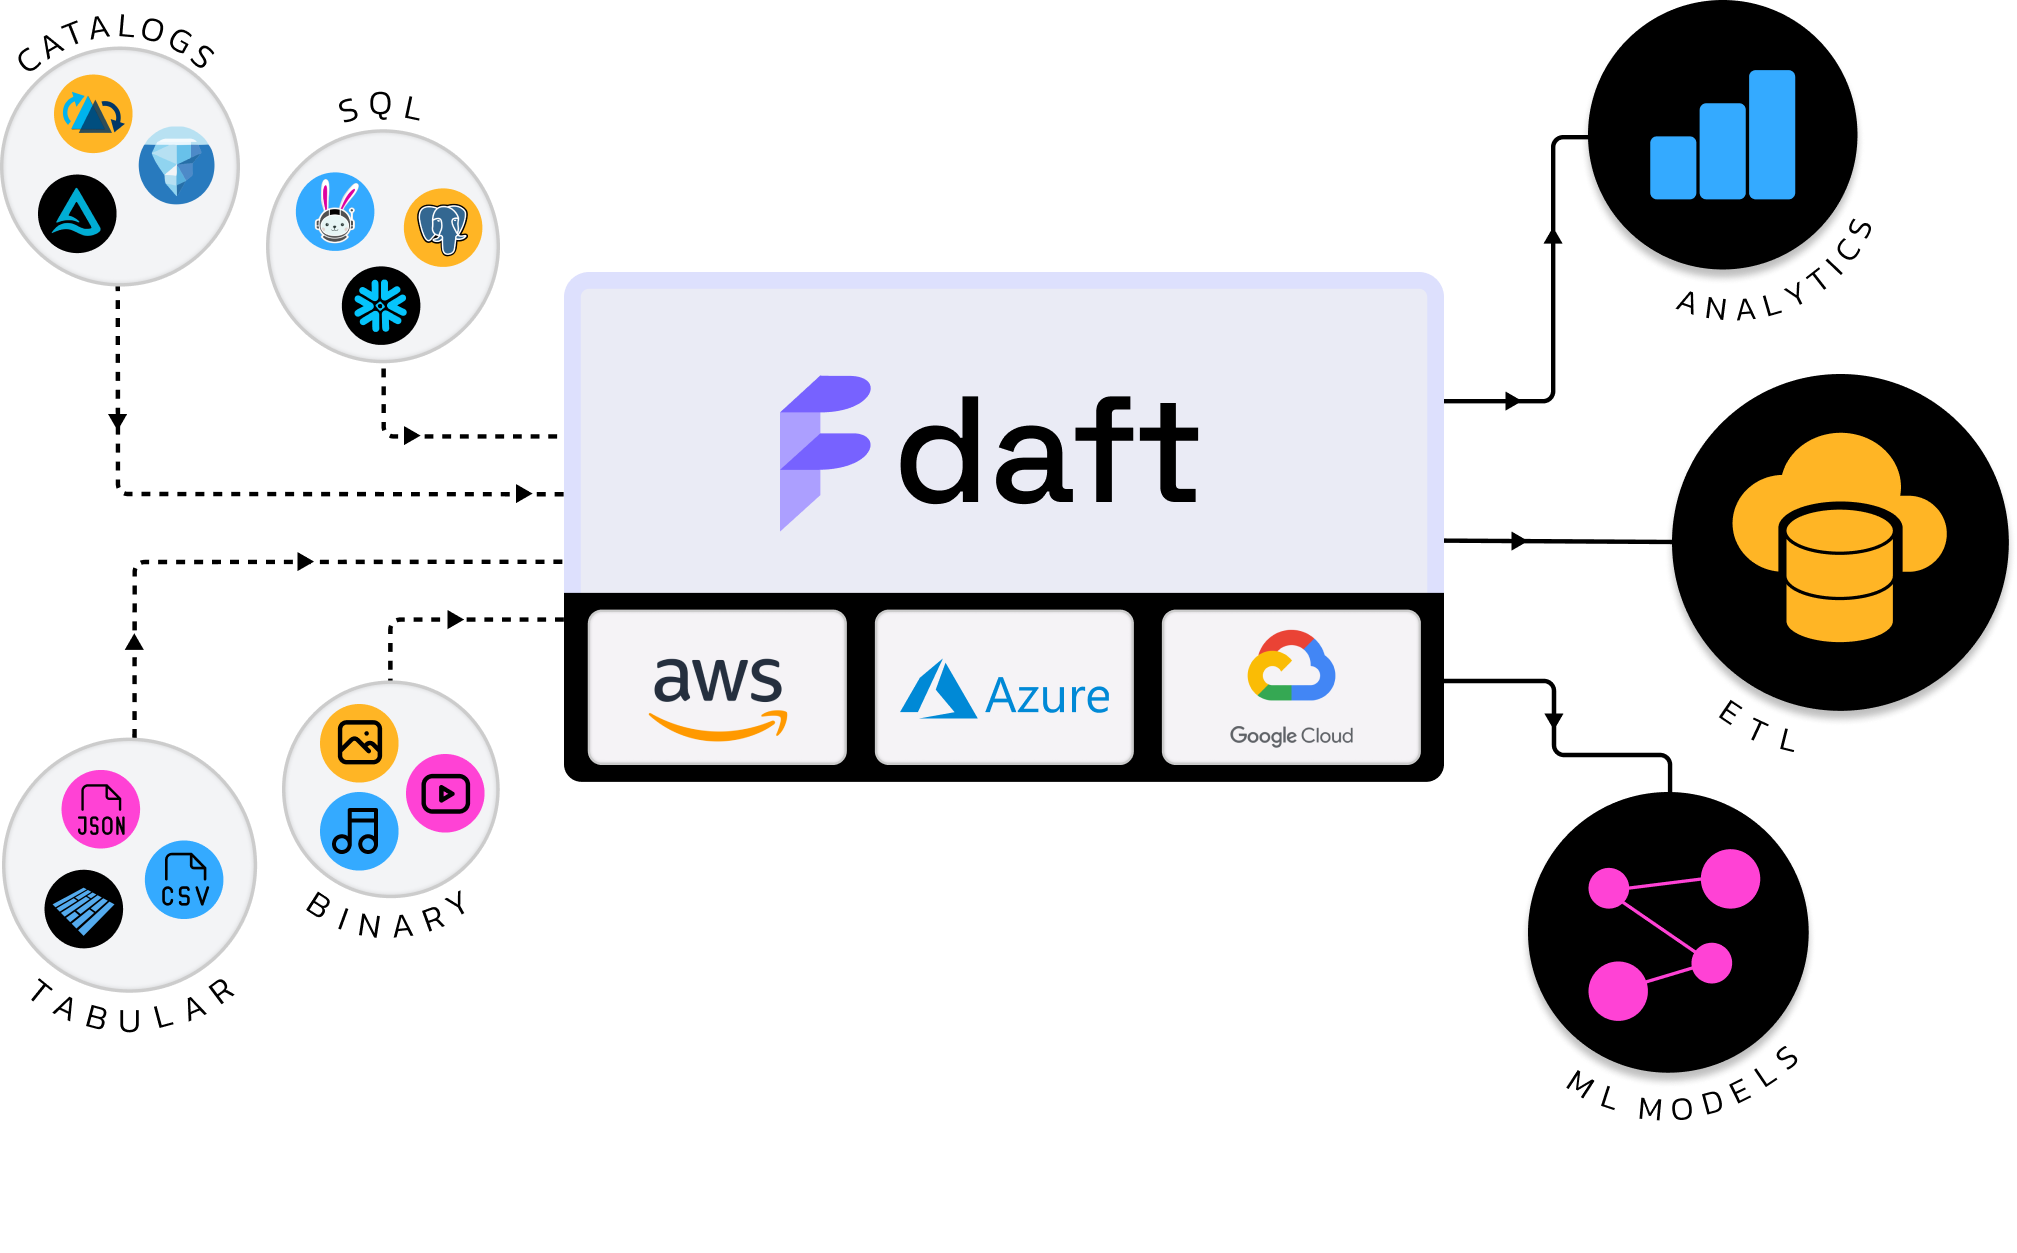 CATALOGS
SQL
ANALYTICS
daft
aws
Azure
Google Cloud
ETL
JSON
CSV
BINARY
TABULAR
ML MODELS